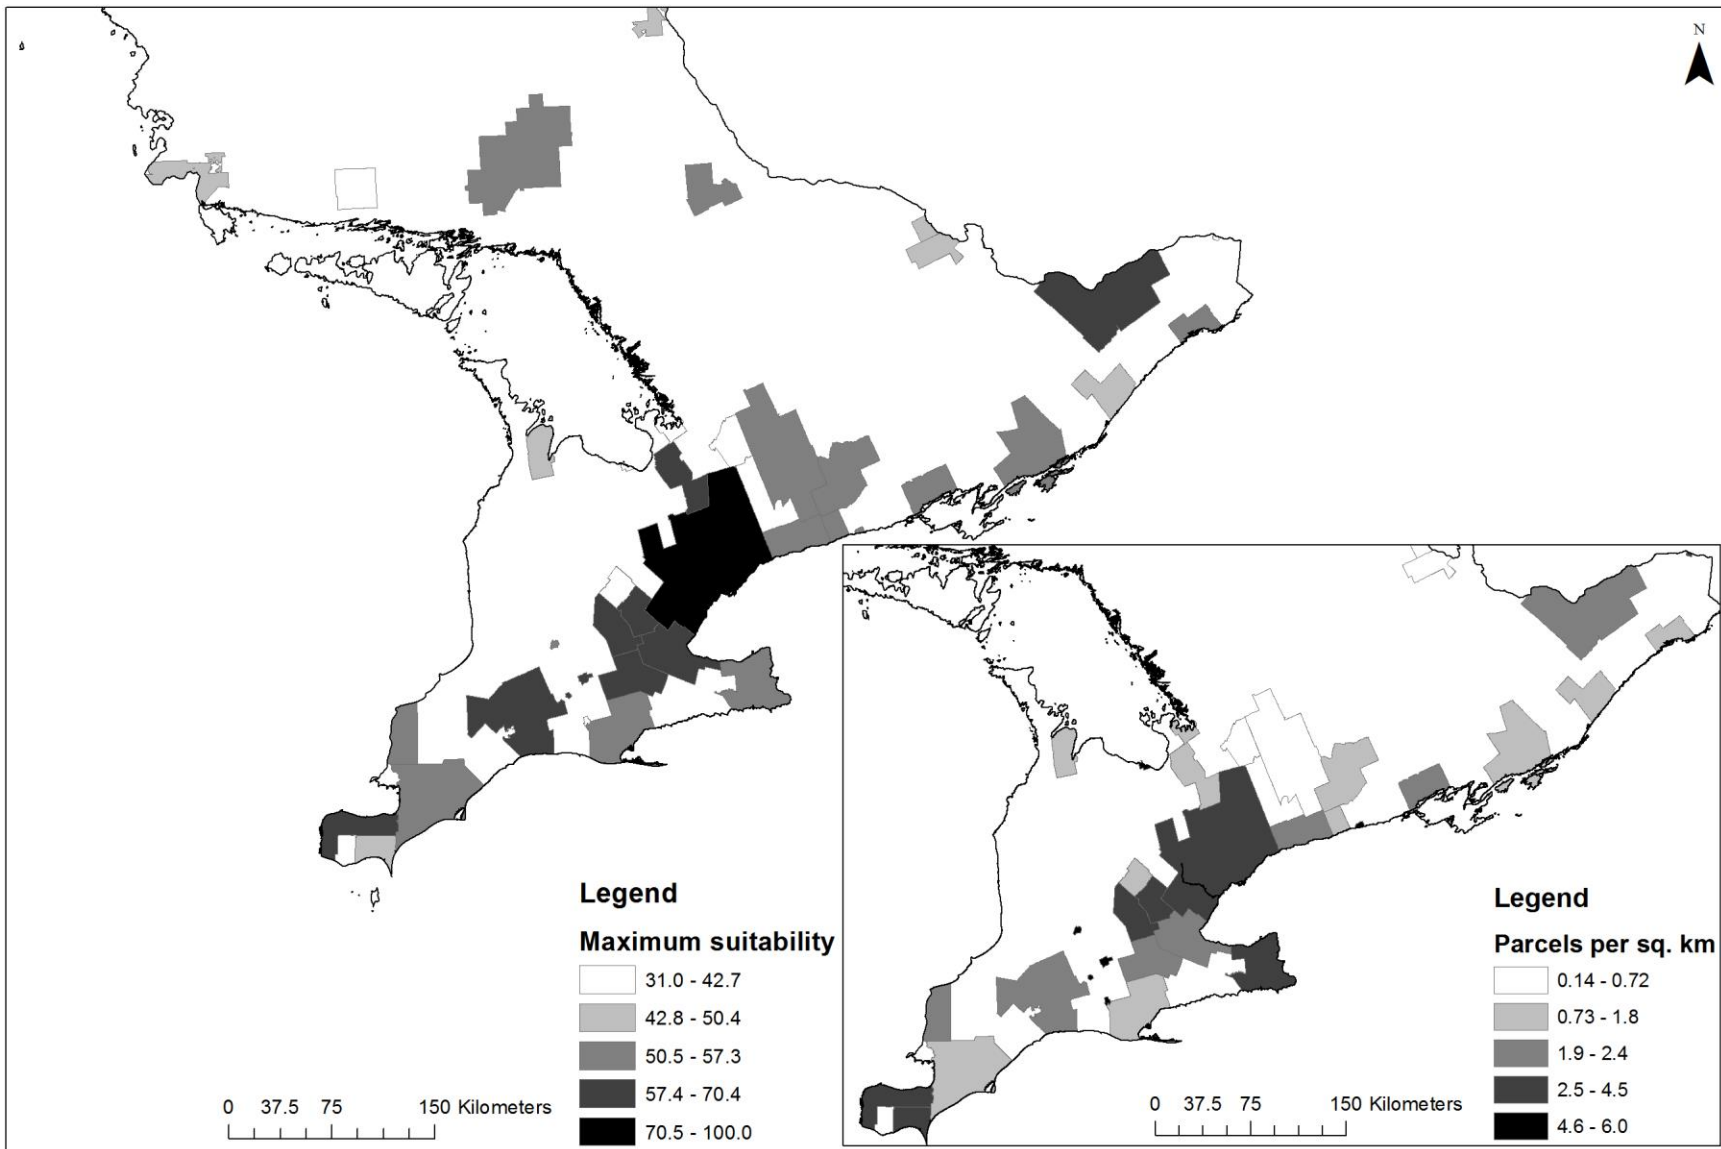 N
Legend
Maximum suitability
31.0 - 42.7
42.8 - 50.4
50.5 - 57.3
57.4 - 70.4
70.5 - 100.0
0 37.5 75 150 Kilometers
Legend
Parcels per sq. km
0.14 - 0.72
0.73 - 1.8
1.9 - 2.4
2.5 - 4.5
4.6 - 6.0
0 37.5 75 150 Kilometers